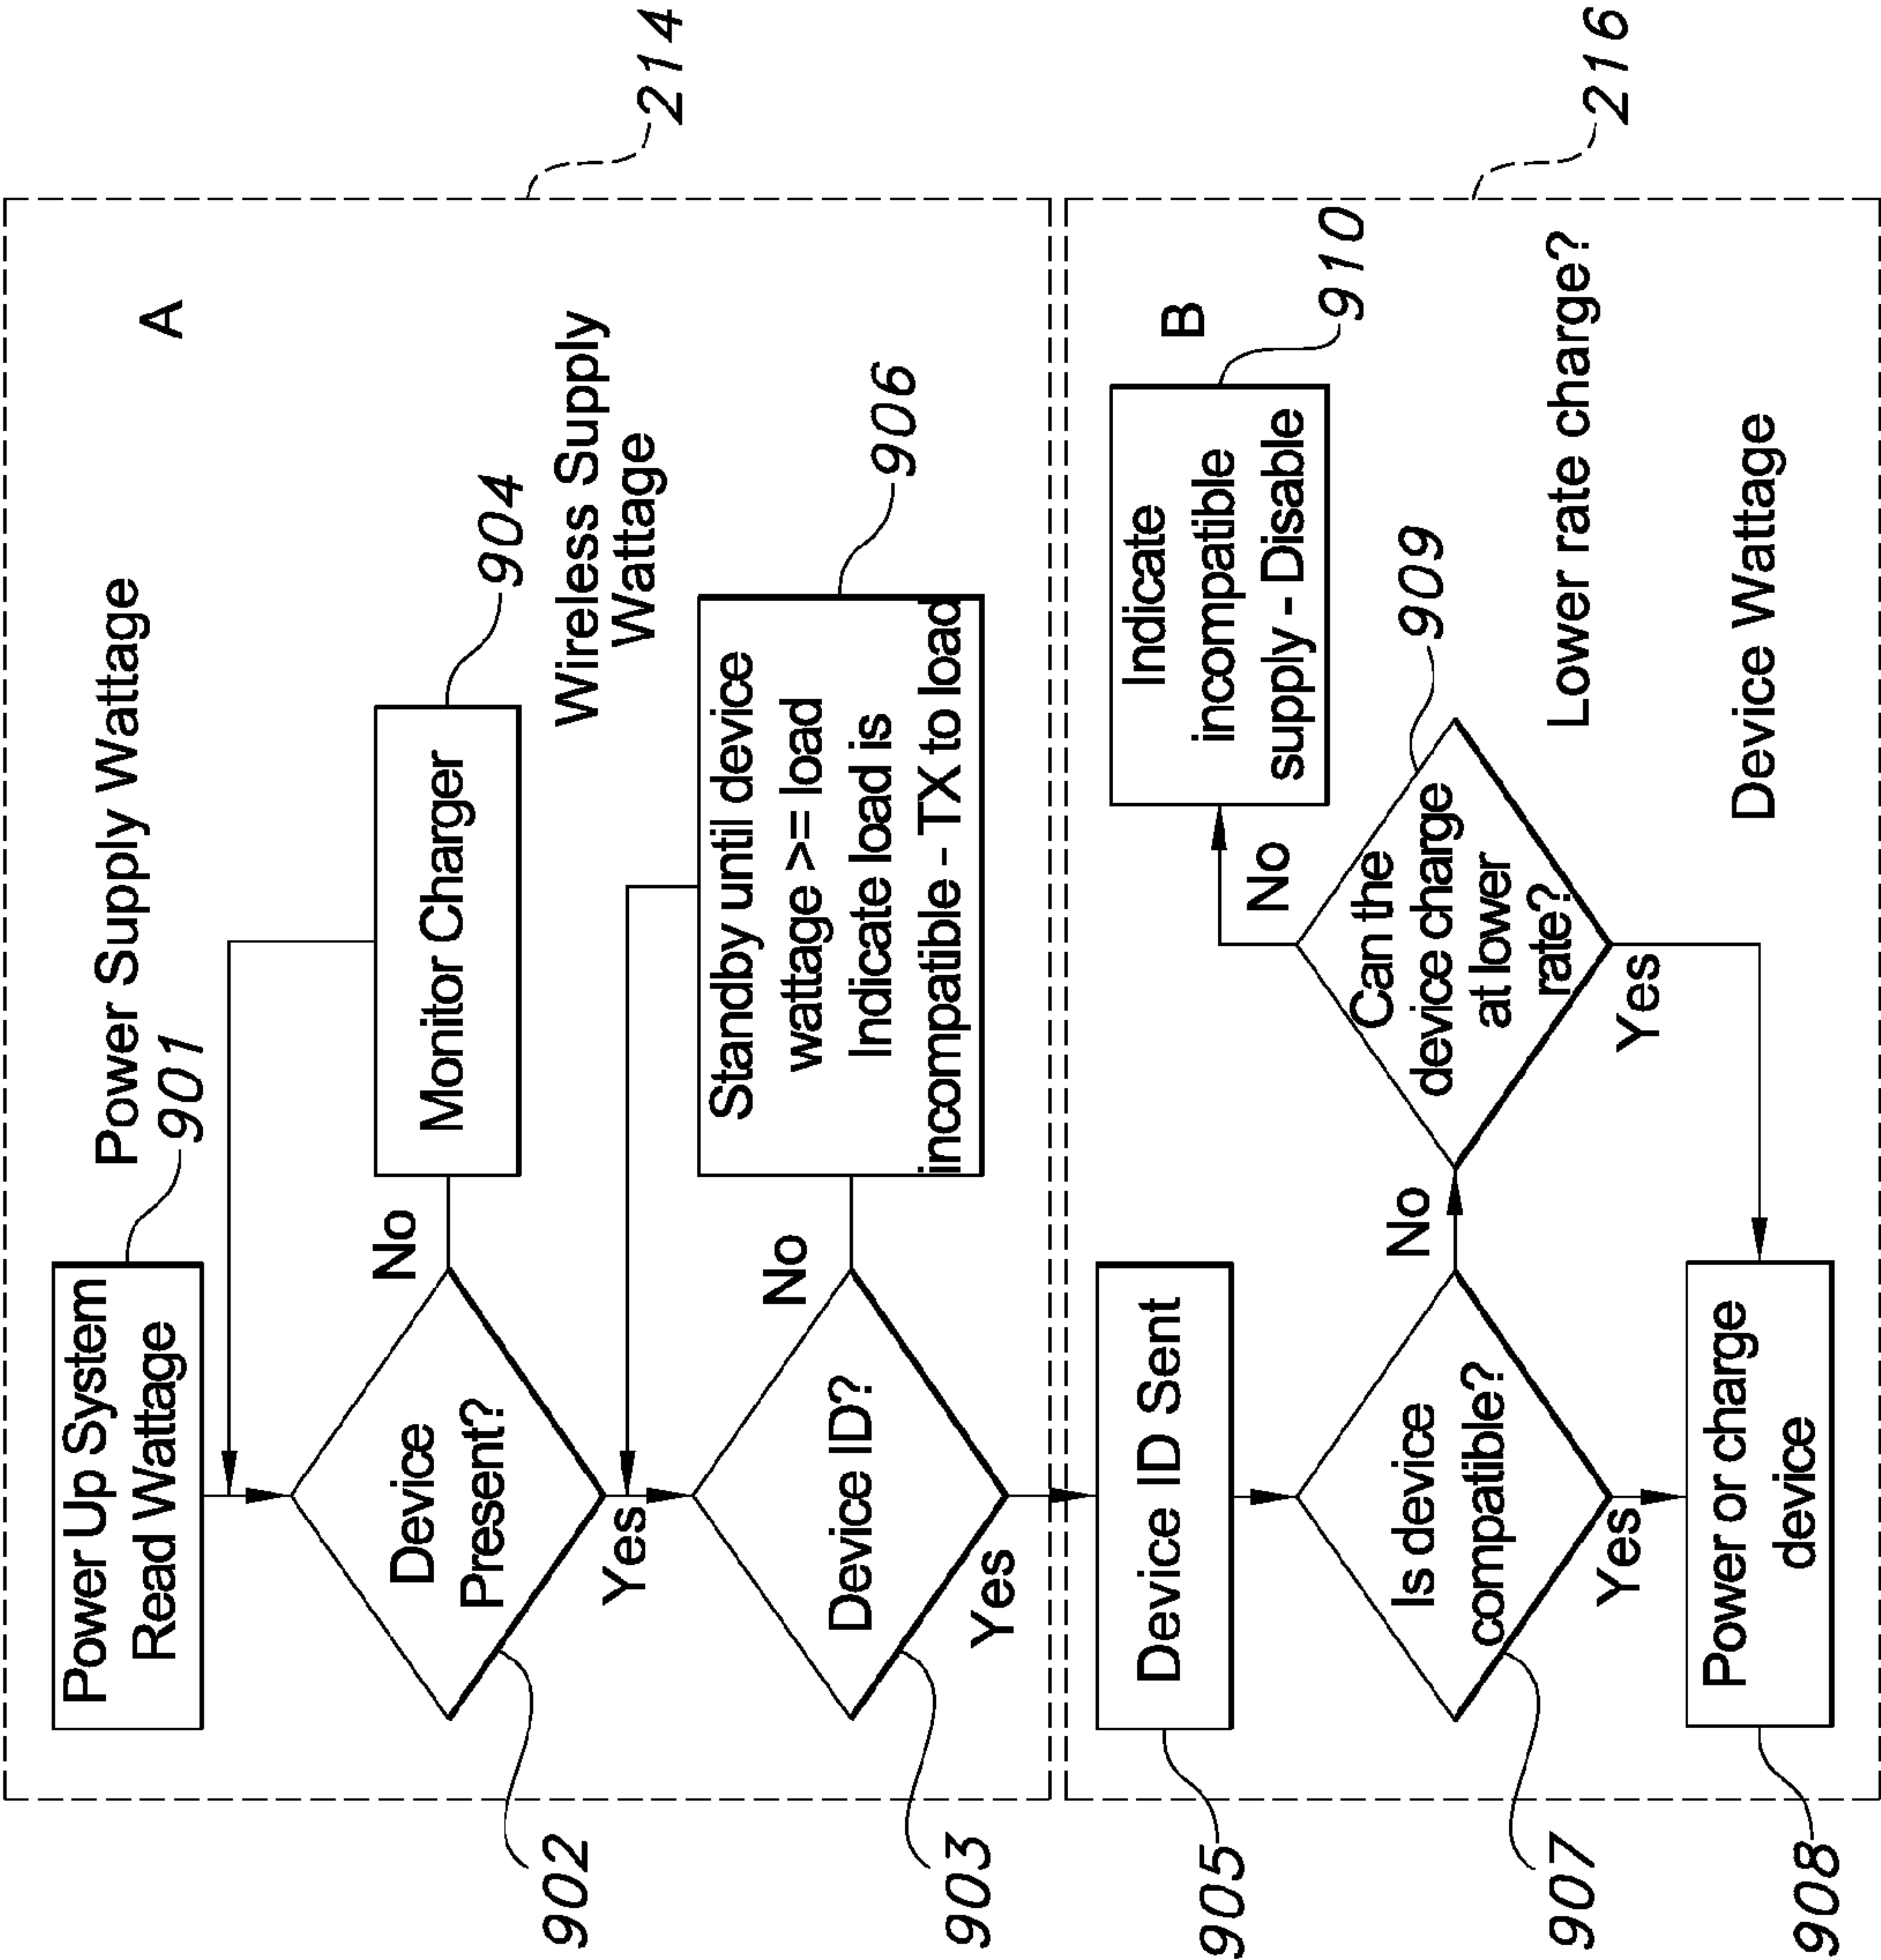 Power Supply Wattage
901
A
Power Up System
Read Wattage
Device
Present?
902
No
Monitor Charger
904
Yes
Wireless Supply
Wattage
Device ID?
903
No
Standby until device
wattage >= load
Indicate load is
incompatible - TX to load
906
Yes
214
Device ID Sent
905
Is device
compatible?
907
No
Can the
device charge
at lower
rate?
909
No
Indicate
incompatible
supply - Disable
910
B
Yes
Yes
Power or charge
device
908
Lower rate charge?
Device Wattage
216